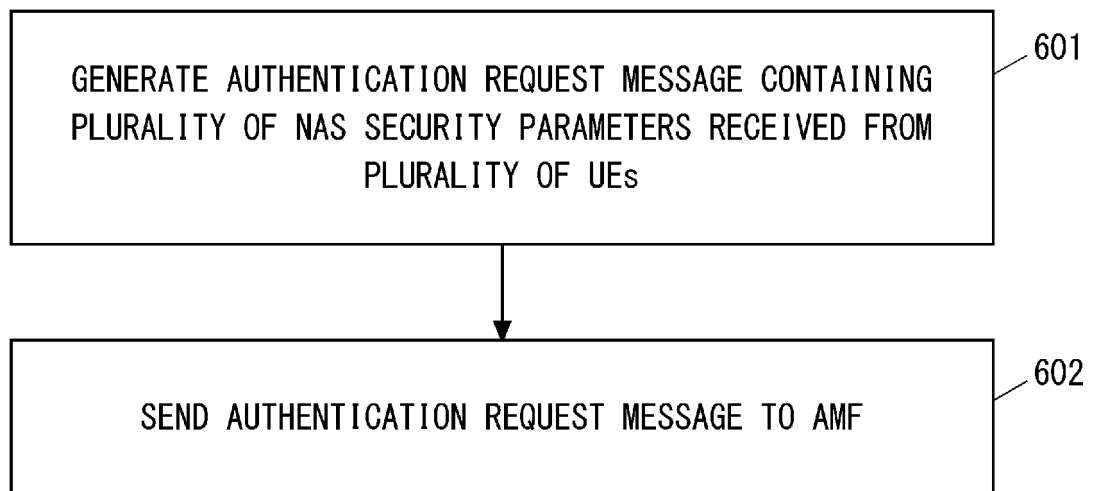 GENERATE AUTHENTICATION REQUEST MESSAGE CONTAINING
PLURALITY OF NAS SECURITY PARAMETERS RECEIVED FROM
PLURALITY OF UEs
601
SEND AUTHENTICATION REQUEST MESSAGE TO AMF
602